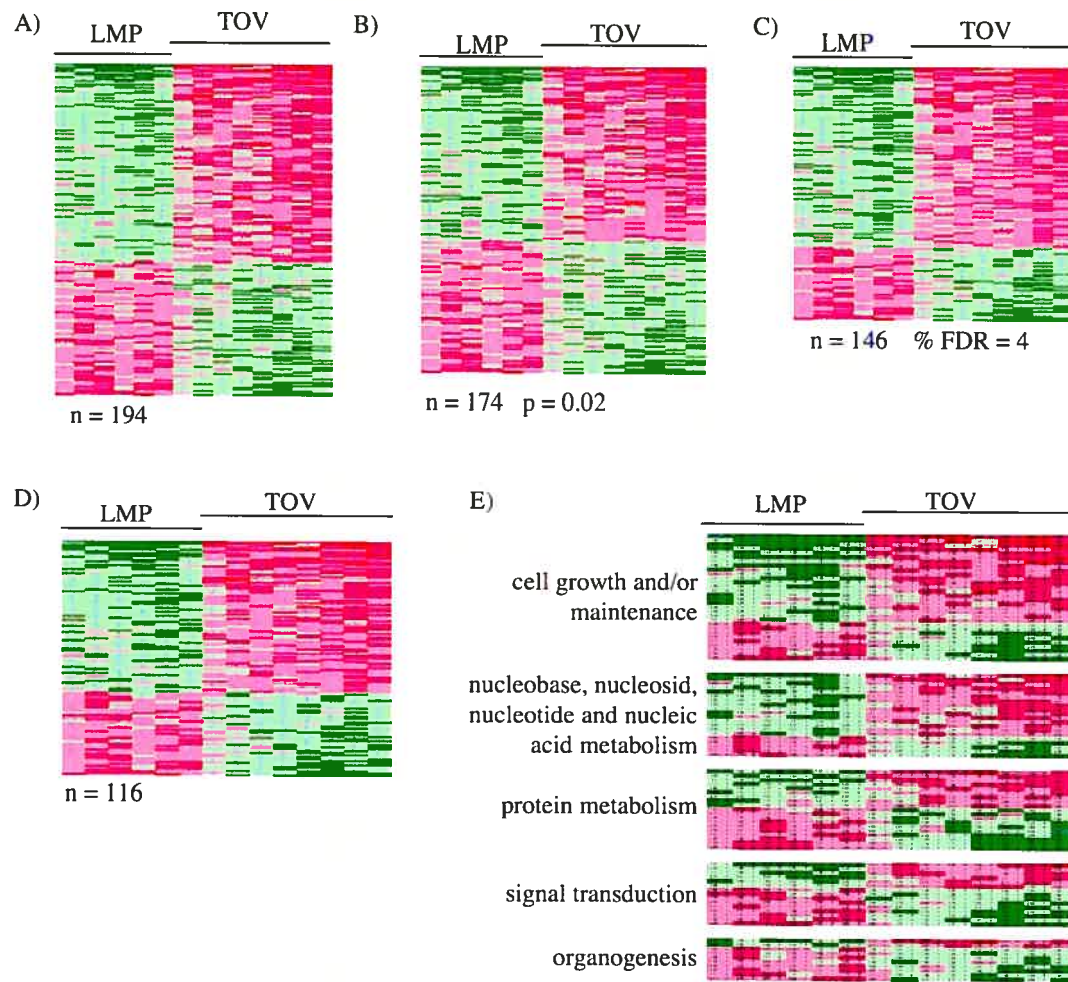 A)
LMP
TOV
n = 194
B)
LMP
TOV
n = 174 p = 0.02
C)
LMP
TOV
n = 146 % FDR = 4
D)
LMP
TOV
n = 116
E)
LMP
TOV
cell growth and/or
maintenance
nucleobase, nucleosid,
nucleotide and nucleic
acid metabolism
protein metabolism
signal transduction
organogenesis